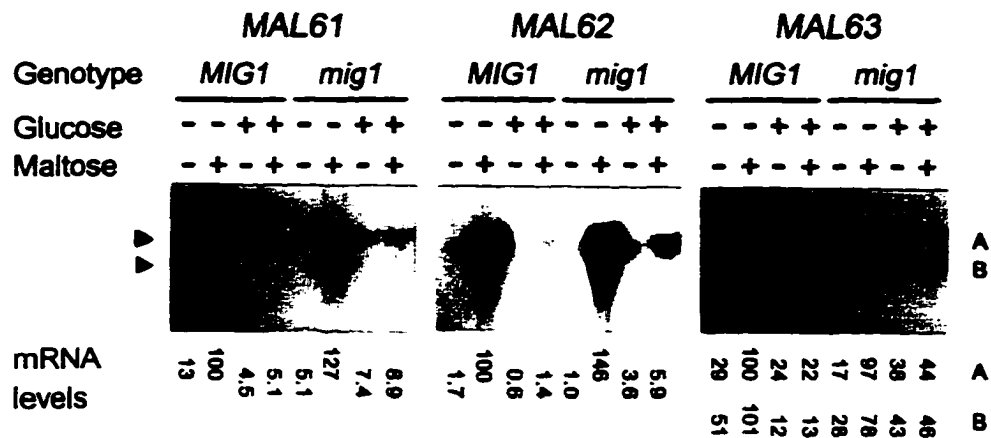 MAL61 MAL62 MAL63
Genotype MIG1 mig1 MIG1 mig1 MIG1 mig1
Glucose - - + + - - + + - - + + - - + + - - + + - - + +
Maltose - + - + - + - + - + - + - + - + - + - + - + - +
A
B
mRNA levels
13 100 4.5 5.1 5.1 127 7.4 8.9 1.7 100 0.8 1.4 1.0 146 3.6 5.9 29 100 24 22 17 97 38 44 A
51 101 12 13 28 78 43 46 B